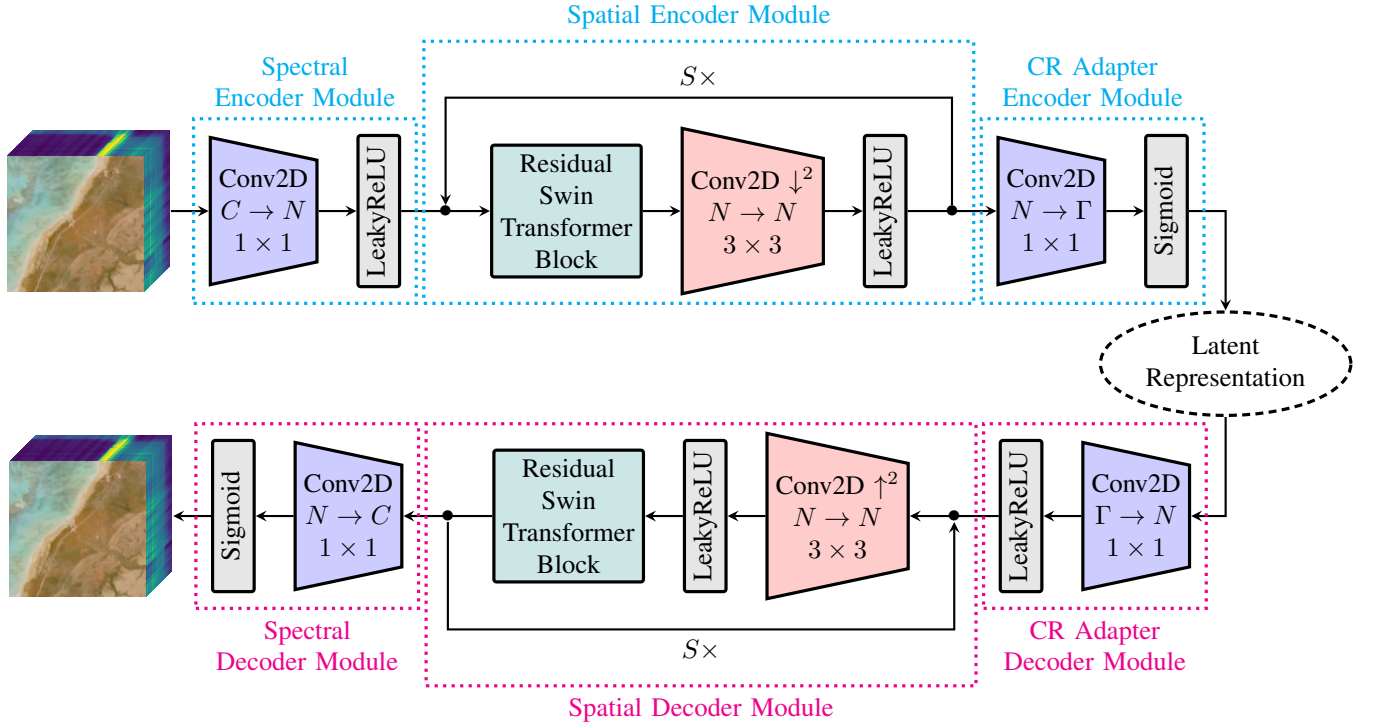 Spatial Encoder Module
Spectral
Encoder Module
CR Adapter
Encoder Module
S×
Conv2D
C → N
1 × 1
LeakyReLU
Residual
Swin
Transformer
Block
Conv2D ↓²
N → N
3 × 3
LeakyReLU
Conv2D
N → Γ
1 × 1
Sigmoid
Latent
Representation
Sigmoid
Conv2D
N → C
1 × 1
Residual
Swin
Transformer
Block
LeakyReLU
Conv2D ↑²
N → N
3 × 3
LeakyReLU
Conv2D
Γ → N
1 × 1
S×
Spectral
Decoder Module
CR Adapter
Decoder Module
Spatial Decoder Module